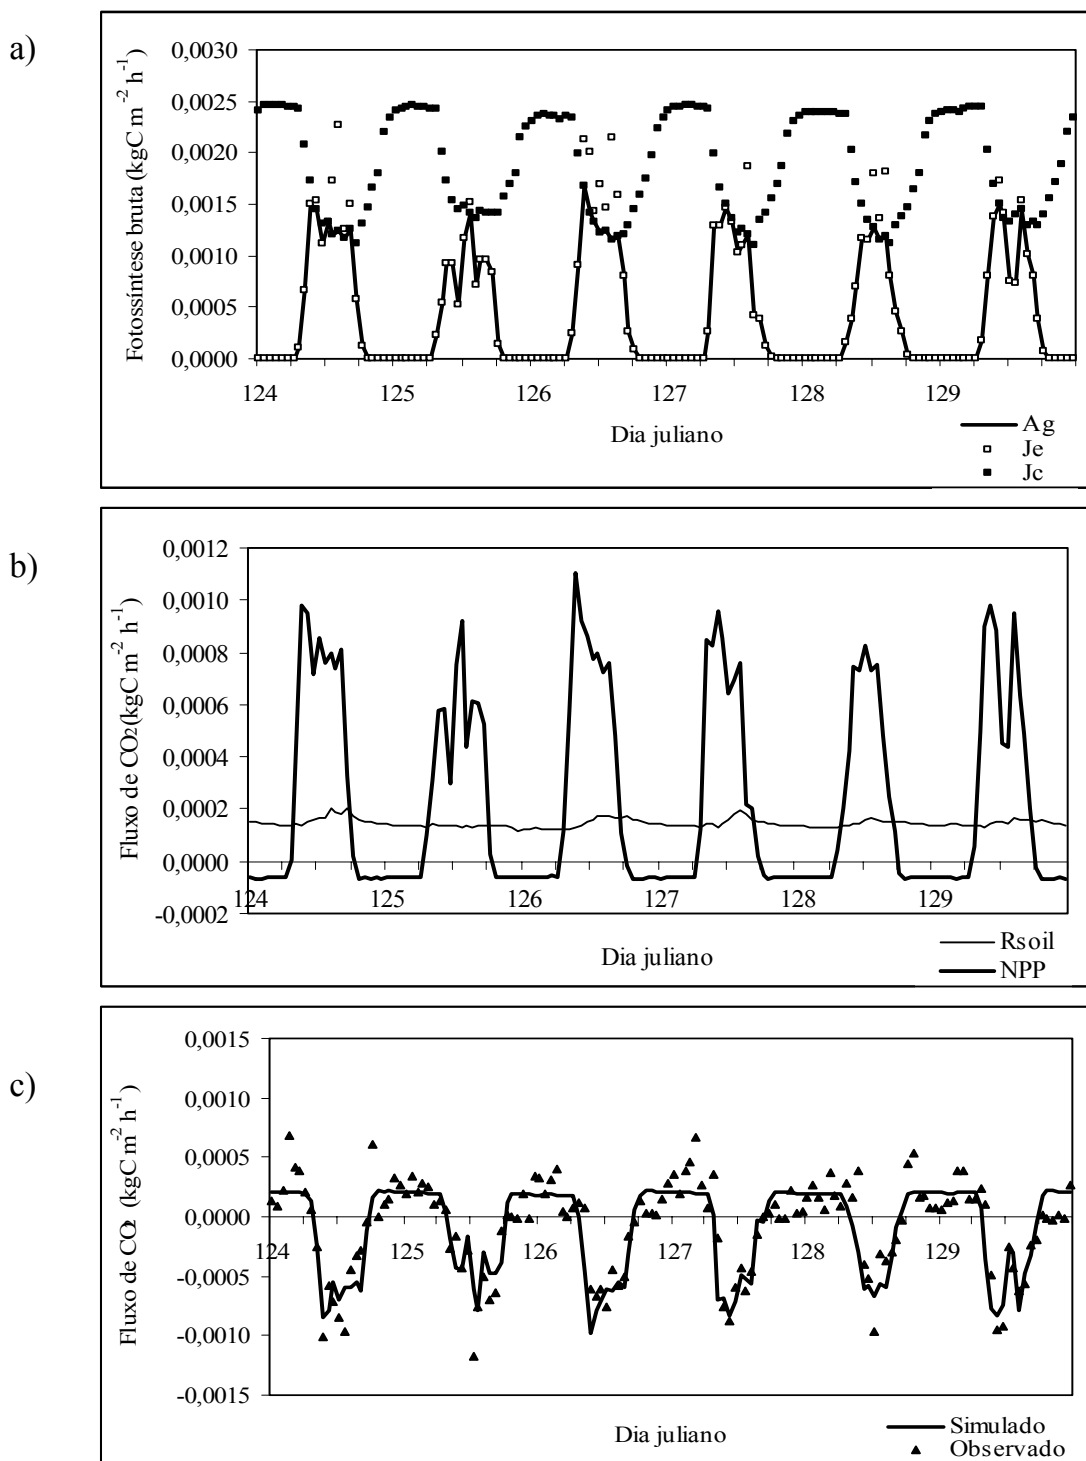 a)
Fotossíntese bruta (kgC m⁻² h⁻¹)
0,0030
0,0025
0,0020
0,0015
0,0010
0,0005
0,0000
124 125 126 127 128 129
Dia juliano
Ag
Je
Jc
b)
Fluxo de CO₂(kgC m⁻² h⁻¹)
0,0012
0,0010
0,0008
0,0006
0,0004
0,0002
0,0000
-0,0002
124 125 126 127 128 129
Dia juliano
Rsoil
NPP
c)
Fluxo de CO₂ (kgC m⁻² h⁻¹)
0,0015
0,0010
0,0005
0,0000
-0,0005
-0,0010
-0,0015
124 125 126 127 128 129
Dia juliano
Simulado
Observado